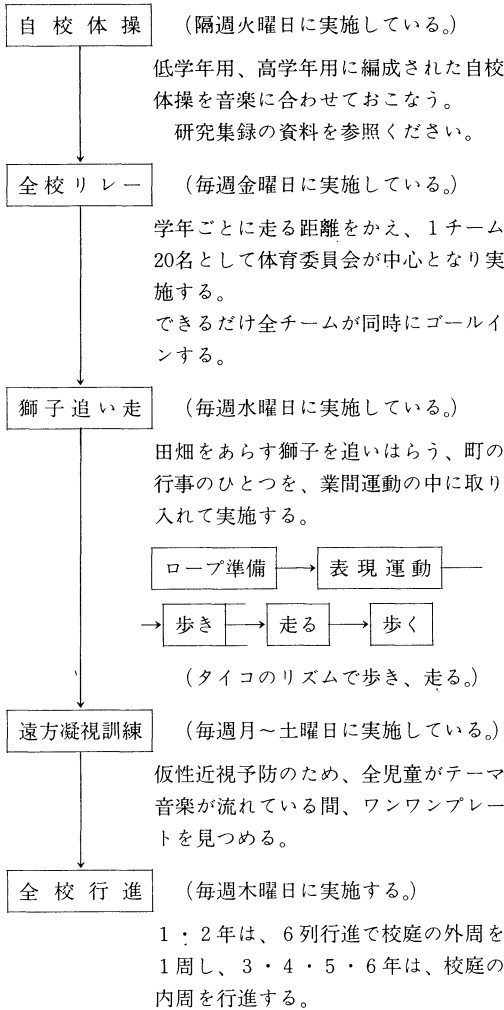 自校体操 (隔週火曜日に実施している。)
低学年用、高学年用に編成された自校
体操を音楽に合わせておこなう。
研究集録の資料を参照ください。
全校リレー (毎週金曜日に実施している。)
学年ごとに走る距離をかえ、1チーム
20名として体育委員会が中心となり実
施する。
できるだけ全チームが同時にゴールイ
ンする。
獅子追い走 (毎週水曜日に実施している。)
田畑をあらす獅子を追いはらう、町の
行事のひとつを、業間運動の中に取り
入れて実施する。
ロープ準備 → 表現運動
→ 歩き → 走る → 歩く
(タイコのリズムで歩き、走る。)
遠方凝視訓練 (毎週月～土曜日に実施している。)
仮性近視予防のため、全児童がテーマ
音楽が流れている間、ワンワンプレー
トを見つめる。
全校行進 (毎週木曜日に実施する。)
1・2年は、6列行進で校庭の外周を
1周し、3・4・5・6年は、校庭の
内周を行進する。